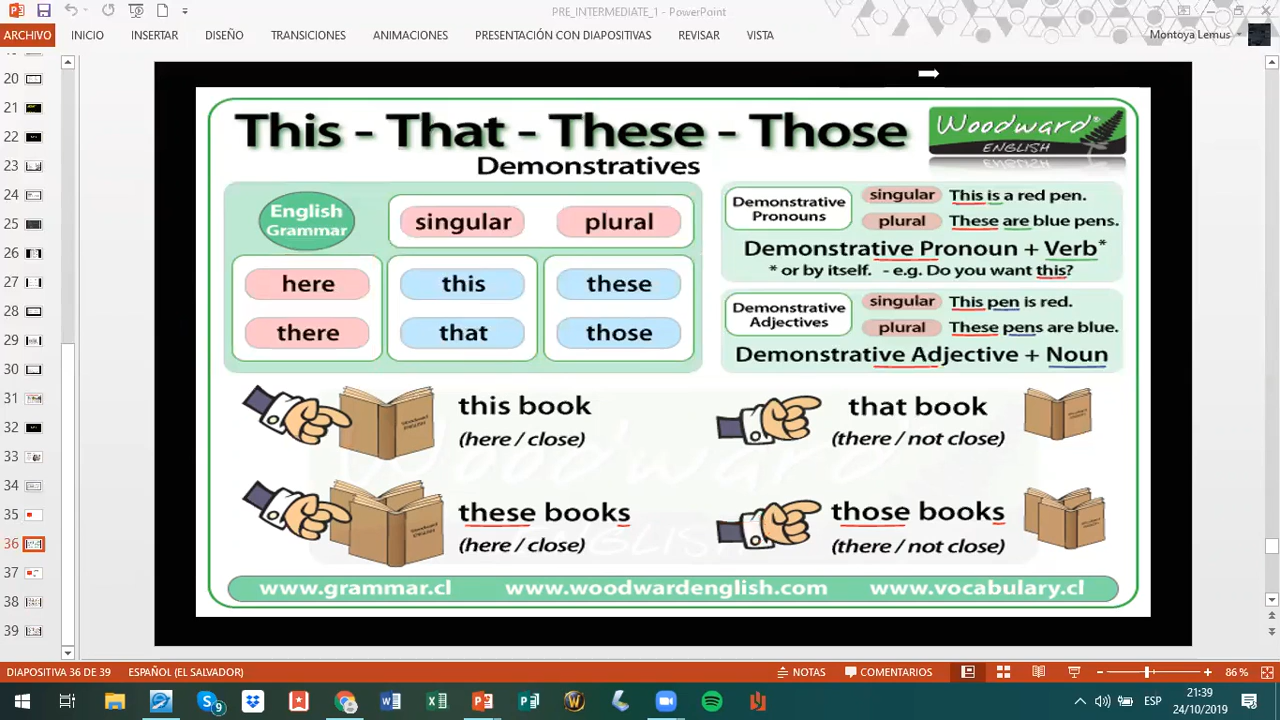 PRE_INTERMEDIATE_1 - PowerPoint
ARCHIVO INICIO INSERTAR DISEÑO TRANSICIONES ANIMACIONES PRESENTACIÓN CON DIAPOSITIVAS REVISAR VISTA
Montoya Lemus
20
21
22
23
24
25
26
27
28
29
30
31
32
33
34
35
36
37
38
39
This - That - These - Those
Demonstratives
Woodward®
ENGLISH
English
Grammar
singular plural
here this these
there that those
Demonstrative
Pronouns
singular This is a red pen.
plural These are blue pens.
Demonstrative Pronoun + Verb*
* or by itself. - e.g. Do you want this?
Demonstrative
Adjectives
singular This pen is red.
plural These pens are blue.
Demonstrative Adjective + Noun
this book
(here / close)
that book
(there / not close)
these books
(here / close)
those books
(there / not close)
www.grammar.cl www.woodwardenglish.com www.vocabulary.cl
DIAPOSITIVA 36 DE 39 ESPAÑOL (EL SALVADOR) NOTAS COMENTARIOS 86 %
9
ESP
21:39
24/10/2019